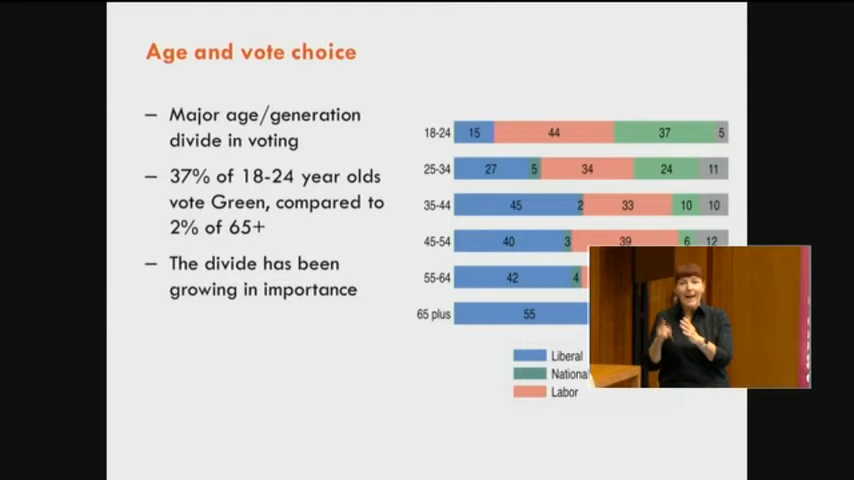 Age and vote choice
– Major age/generation
divide in voting
– 37% of 18-24 year olds
vote Green, compared to
2% of 65+
– The divide has been
growing in importance
18-24 15 44 37 5
25-34 27 5 34 24 11
35-44 45 2 33 10 10
45-54 40 3 39 6 12
55-64 42 4
65 plus 55
Liberal
National
Labor